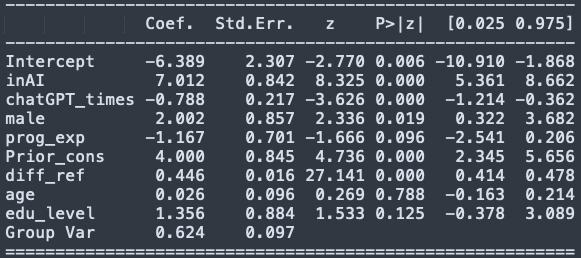 Coef. Std.Err. z P>|z| [0.025 0.975]
Intercept -6.389 2.307 -2.770 0.006 -10.910 -1.868
inAI 7.012 0.842 8.325 0.000 5.361 8.662
chatGPT_times -0.788 0.217 -3.626 0.000 -1.214 -0.362
male 2.002 0.857 2.336 0.019 0.322 3.682
prog_exp -1.167 0.701 -1.666 0.096 -2.541 0.206
Prior_cons 4.000 0.845 4.736 0.000 2.345 5.656
diff_ref 0.446 0.016 27.141 0.000 0.414 0.478
age 0.026 0.096 0.269 0.788 -0.163 0.214
edu_level 1.356 0.884 1.533 0.125 -0.378 3.089
Group Var 0.624 0.097